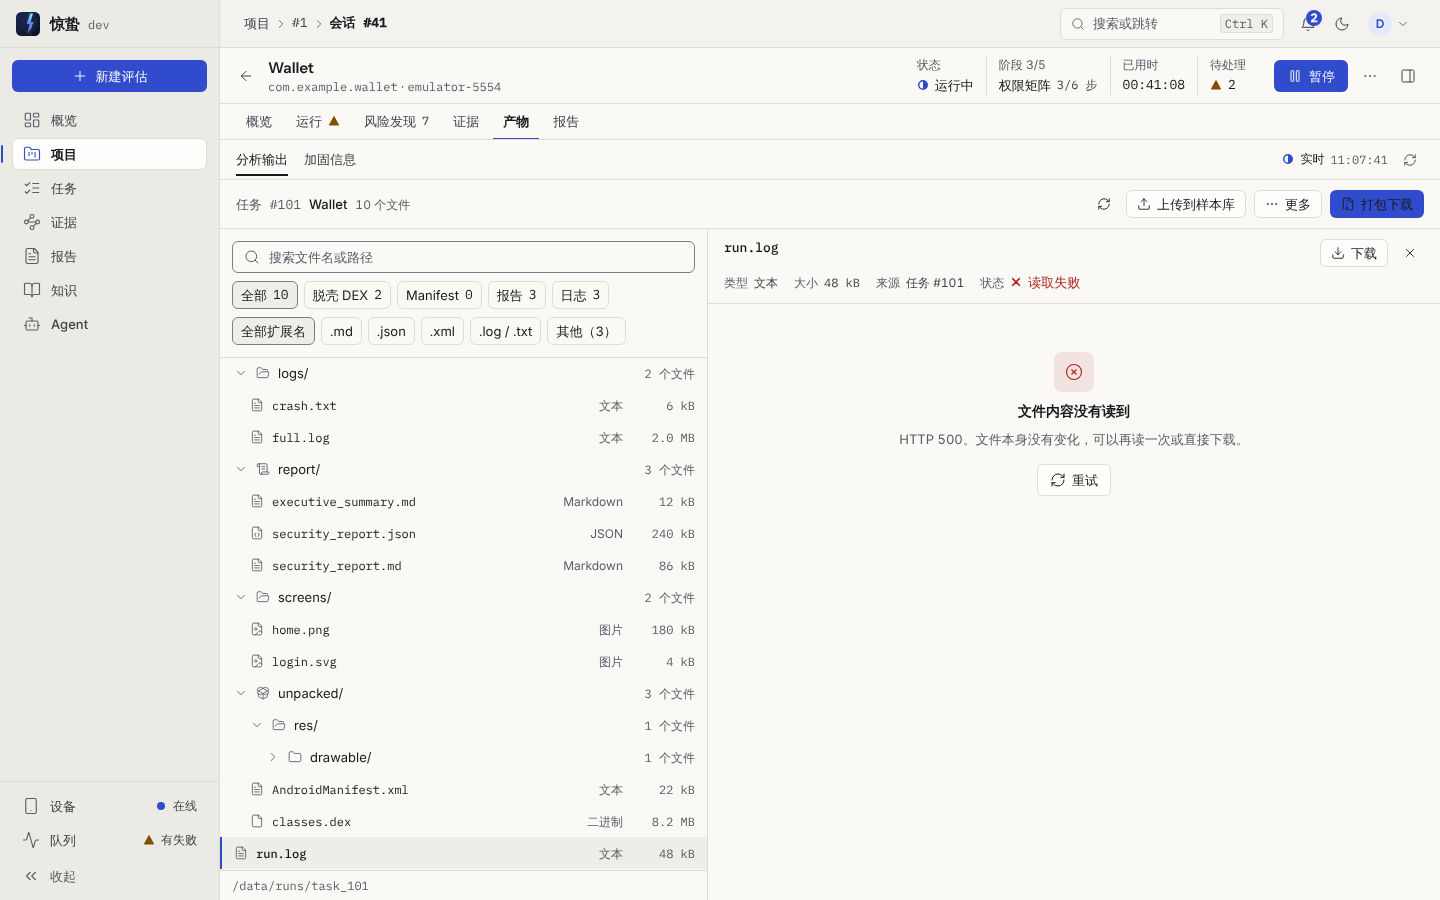 惊蛰 dev
项目 #1 会话 #41
搜索或跳转 Ctrl K
2
D
新建评估
概览
项目
任务
证据
报告
知识
Agent
设备 在线
队列 有失败
收起
Wallet
com.example.wallet · emulator-5554
状态
运行中
阶段 3/5
权限矩阵 3/6 步
已用时
00:41:08
待处理
2
暂停
概览 运行 风险发现 7 证据 产物 报告
分析输出 加固信息
实时 11:07:41
任务 #101 Wallet 10 个文件
上传到样本库
更多
打包下载
搜索文件名或路径
全部 10 脱壳 DEX 2 Manifest 0 报告 3 日志 3
全部扩展名 .md .json .xml .log / .txt 其他（3）
logs/ 2 个文件
crash.txt 文本 6 kB
full.log 文本 2.0 MB
report/ 3 个文件
executive_summary.md Markdown 12 kB
security_report.json JSON 240 kB
security_report.md Markdown 86 kB
screens/ 2 个文件
home.png 图片 180 kB
login.svg 图片 4 kB
unpacked/ 3 个文件
res/ 1 个文件
drawable/ 1 个文件
AndroidManifest.xml 文本 22 kB
classes.dex 二进制 8.2 MB
run.log 文本 48 kB
/data/runs/task_101
run.log
下载
类型 文本 大小 48 kB 来源 任务 #101 状态 读取失败
文件内容没有读到
HTTP 500。文件本身没有变化，可以再读一次或直接下载。
重试